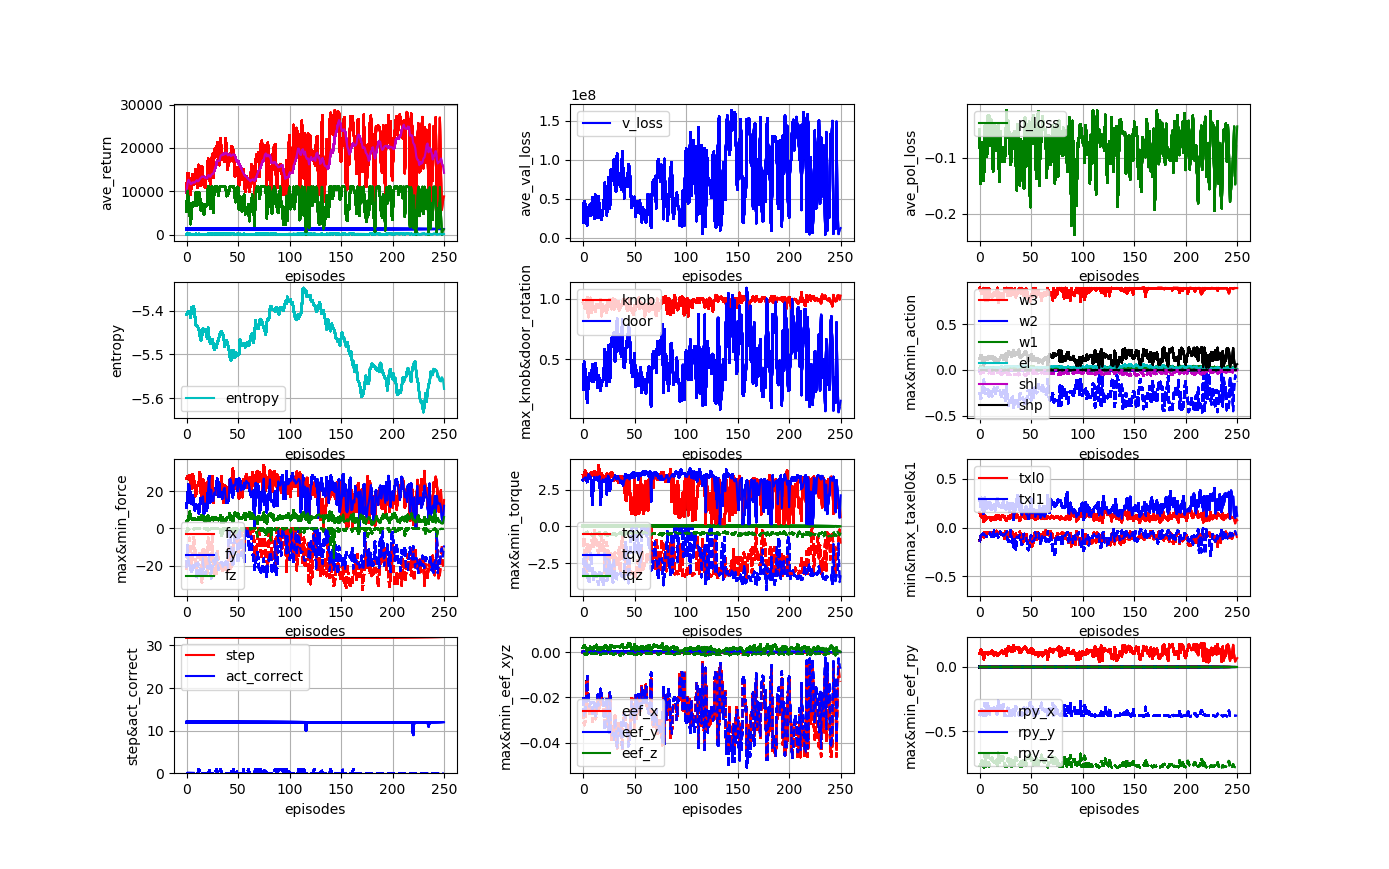 ave_return
30000
20000
10000
0
0 50 100 150 200 250
episodes
1e8
ave_val_loss
1.5
1.0
0.5
0.0
v_loss
0 50 100 150 200 250
episodes
ave_pol_loss
−0.1
−0.2
p_loss
0 50 100 150 200 250
episodes
entropy
−5.4
−5.5
−5.6
entropy
0 50 100 150 200 250
episodes
max_knob&door_rotation
1.0
0.5
knob
door
0 50 100 150 200 250
episodes
max&min_action
0.5
0.0
−0.5
w3
w2
w1
el
shl
shp
0 50 100 150 200 250
episodes
max&min_force
20
0
−20
fx
fy
fz
0 50 100 150 200 250
episodes
max&min_torque
2.5
0.0
−2.5
tqx
tqy
tqz
0 50 100 150 200 250
episodes
min&max_taxel0&1
0.5
0.0
−0.5
txl0
txl1
0 50 100 150 200 250
episodes
step&act_correct
30
20
10
0
step
act_correct
0 50 100 150 200 250
episodes
max&min_eef_xyz
0.00
−0.02
−0.04
eef_x
eef_y
eef_z
0 50 100 150 200 250
episodes
max&min_eef_rpy
0.0
−0.5
rpy_x
rpy_y
rpy_z
0 50 100 150 200 250
episodes